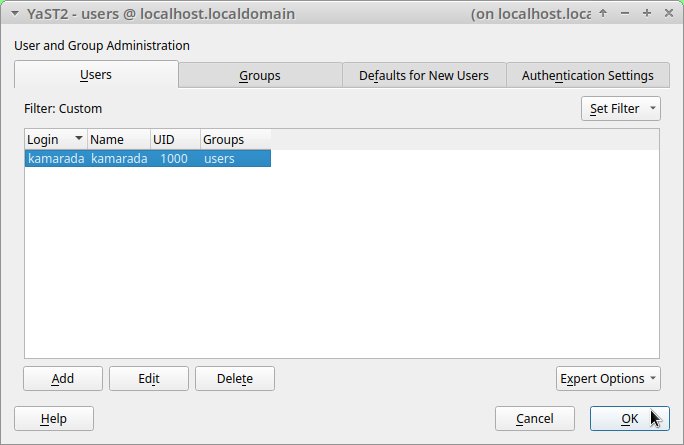 YaST2 - users @ localhost.localdomain (on localhost.loca
User and Group Administration
Users Groups Defaults for New Users Authentication Settings
Filter: Custom Set Filter
Login Name UID Groups
kamarada kamarada 1000 users
Add Edit Delete Expert Options
Help Cancel OK